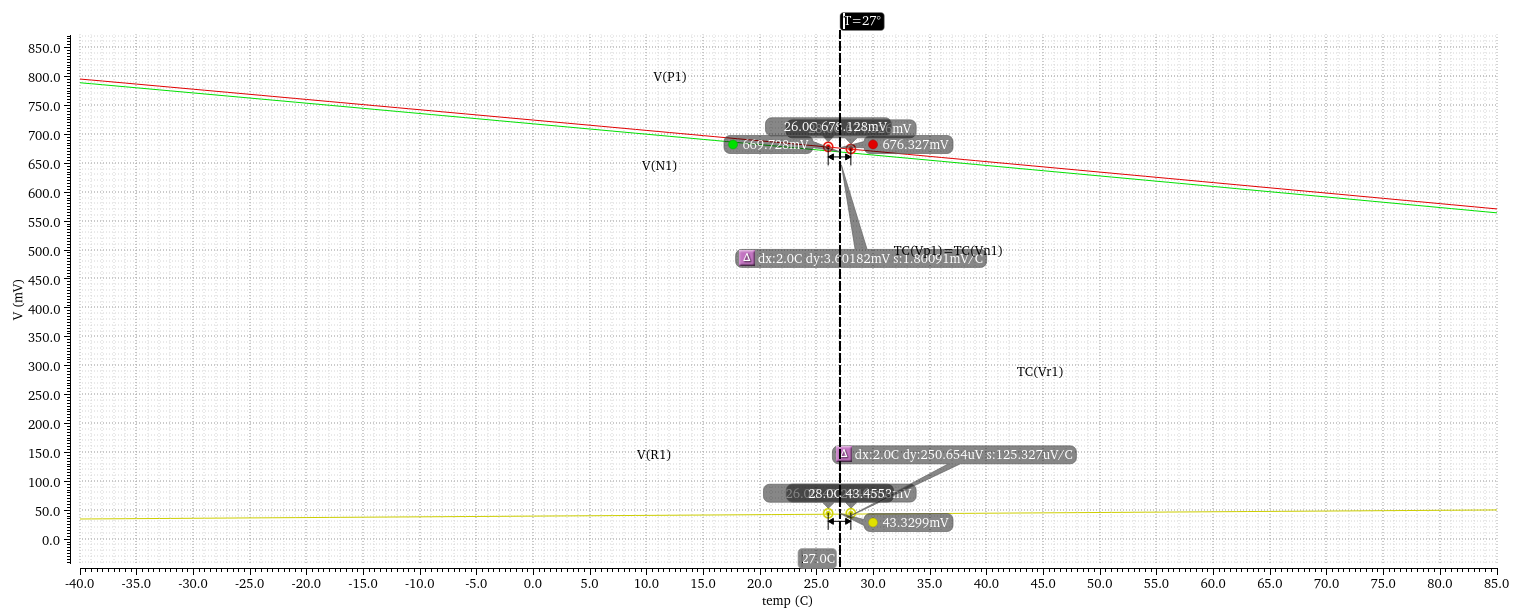 T=27°
850.0
800.0
750.0
700.0
650.0
600.0
550.0
500.0
450.0
400.0
350.0
300.0
250.0
200.0
150.0
100.0
50.0
0.0
V (mV)
V(P1)
26.0C 678.128mV
mV
669.728mV
676.327mV
V(N1)
TC(Vp1)=TC(Vn1)
Δ dx:2.0C dy:3.60182mV s:1.80091mV/C
TC(Vr1)
V(R1)
Δ dx:2.0C dy:250.654uV s:125.327uV/C
26.0 28.0C 43.4553mV
43.3299mV
27.0C
-40.0 -35.0 -30.0 -25.0 -20.0 -15.0 -10.0 -5.0 0.0 5.0 10.0 15.0 20.0 25.0 30.0 35.0 40.0 45.0 50.0 55.0 60.0 65.0 70.0 75.0 80.0 85.0
temp (C)